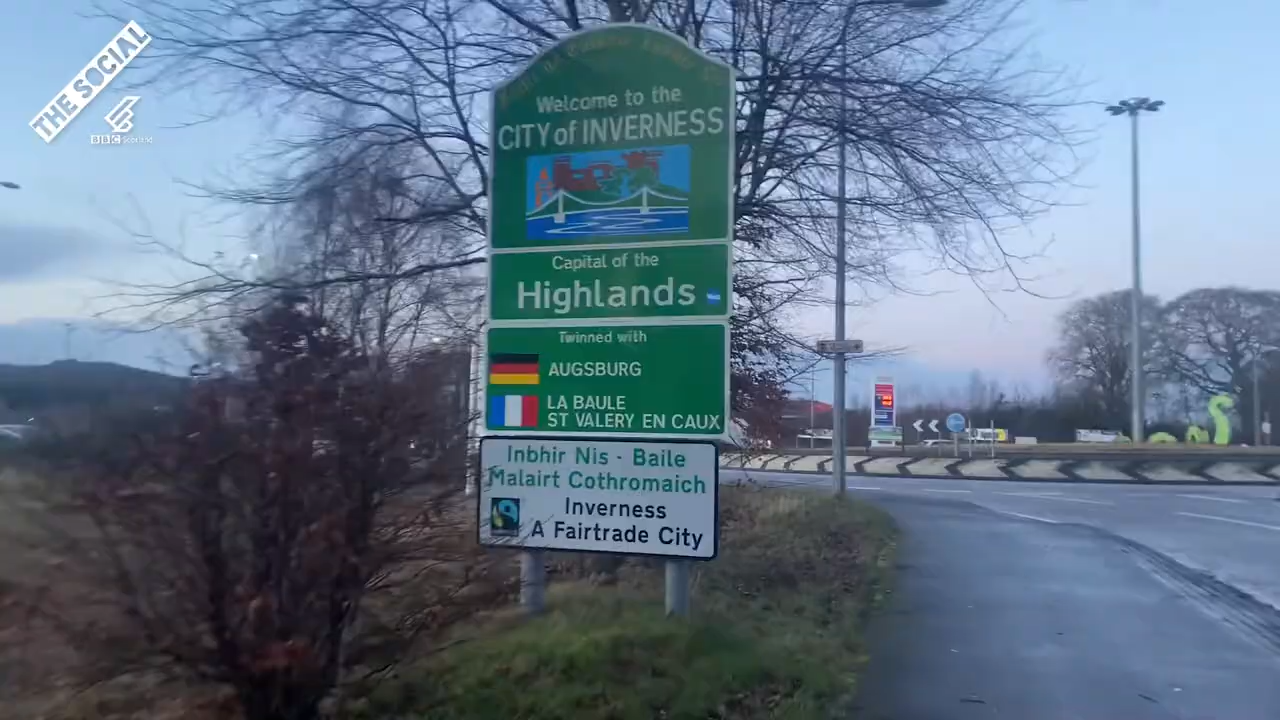 THE SOCIAL
BBC Scotland
Welcome to the
CITY of INVERNESS
Capital of the
Highlands
Twinned with
AUGSBURG
LA BAULE
ST VALERY EN CAUX
Inbhir Nis - Baile
Malairt Cothromaich
Inverness
A Fairtrade City